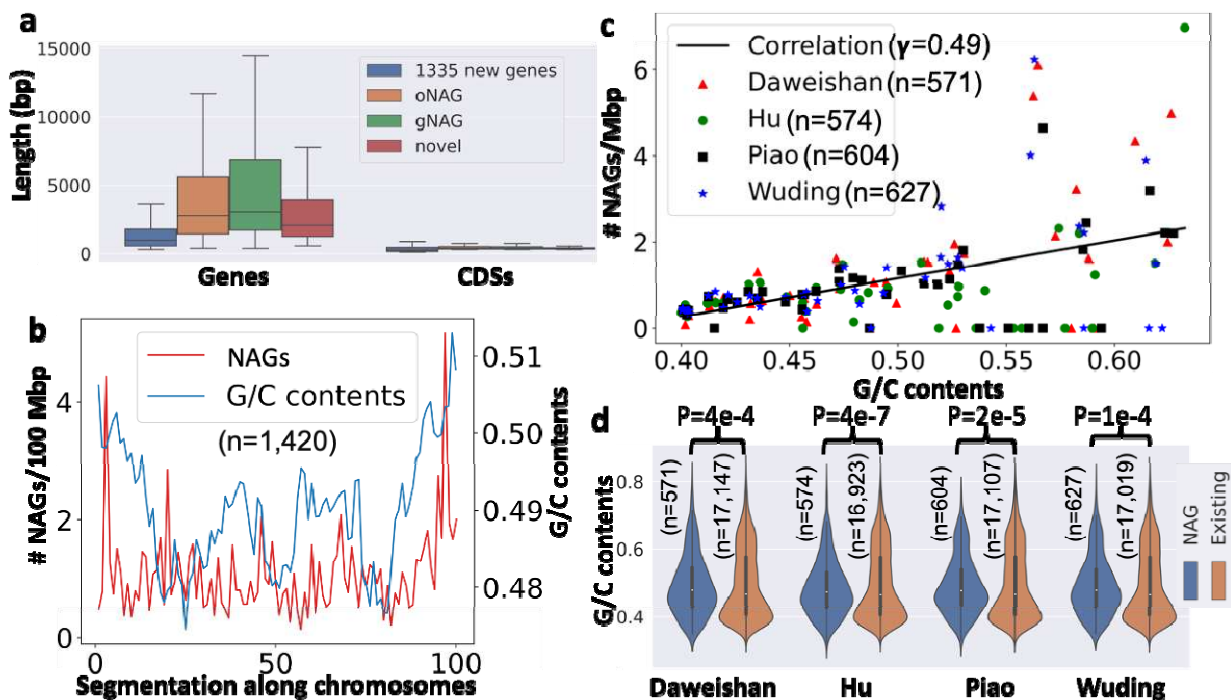 a
Length (bp)
15000
10000
5000
0
1335 new genes
oNAG
gNAG
novel
Genes
CDSs
b
# NAGs/100 Mbp
4
2
0
NAGs
G/C contents
(n=1,420)
0.51
0.50
0.49
0.48
G/C contents
0
50
100
Segmentation along chromosomes
c
# NAGs/Mbp
6
4
2
0
Correlation (γ=0.49)
Daweishan (n=571)
Hu (n=574)
Piao (n=604)
Wuding (n=627)
0.40
0.45
0.50
0.55
0.60
G/C contents
d
P=4e-4
P=4e-7
P=2e-5
P=1e-4
G/C contents
0.8
0.6
0.4
(n=571)
(n=17,147)
(n=574)
(n=16,923)
(n=604)
(n=17,107)
(n=627)
(n=17,019)
NAG
Existing
Daweishan
Hu
Piao
Wuding